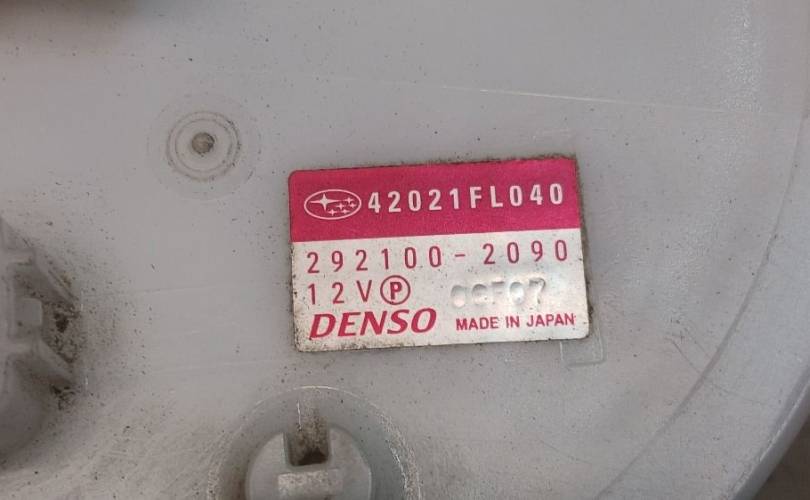 42021FL040
292100-2090
12V P
DENSO MADE IN JAPAN